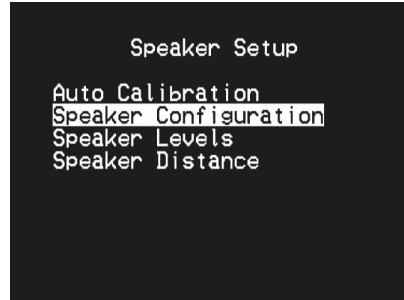 Speaker Setup
Auto Calibration
Speaker Configuration
Speaker Levels
Speaker Distance